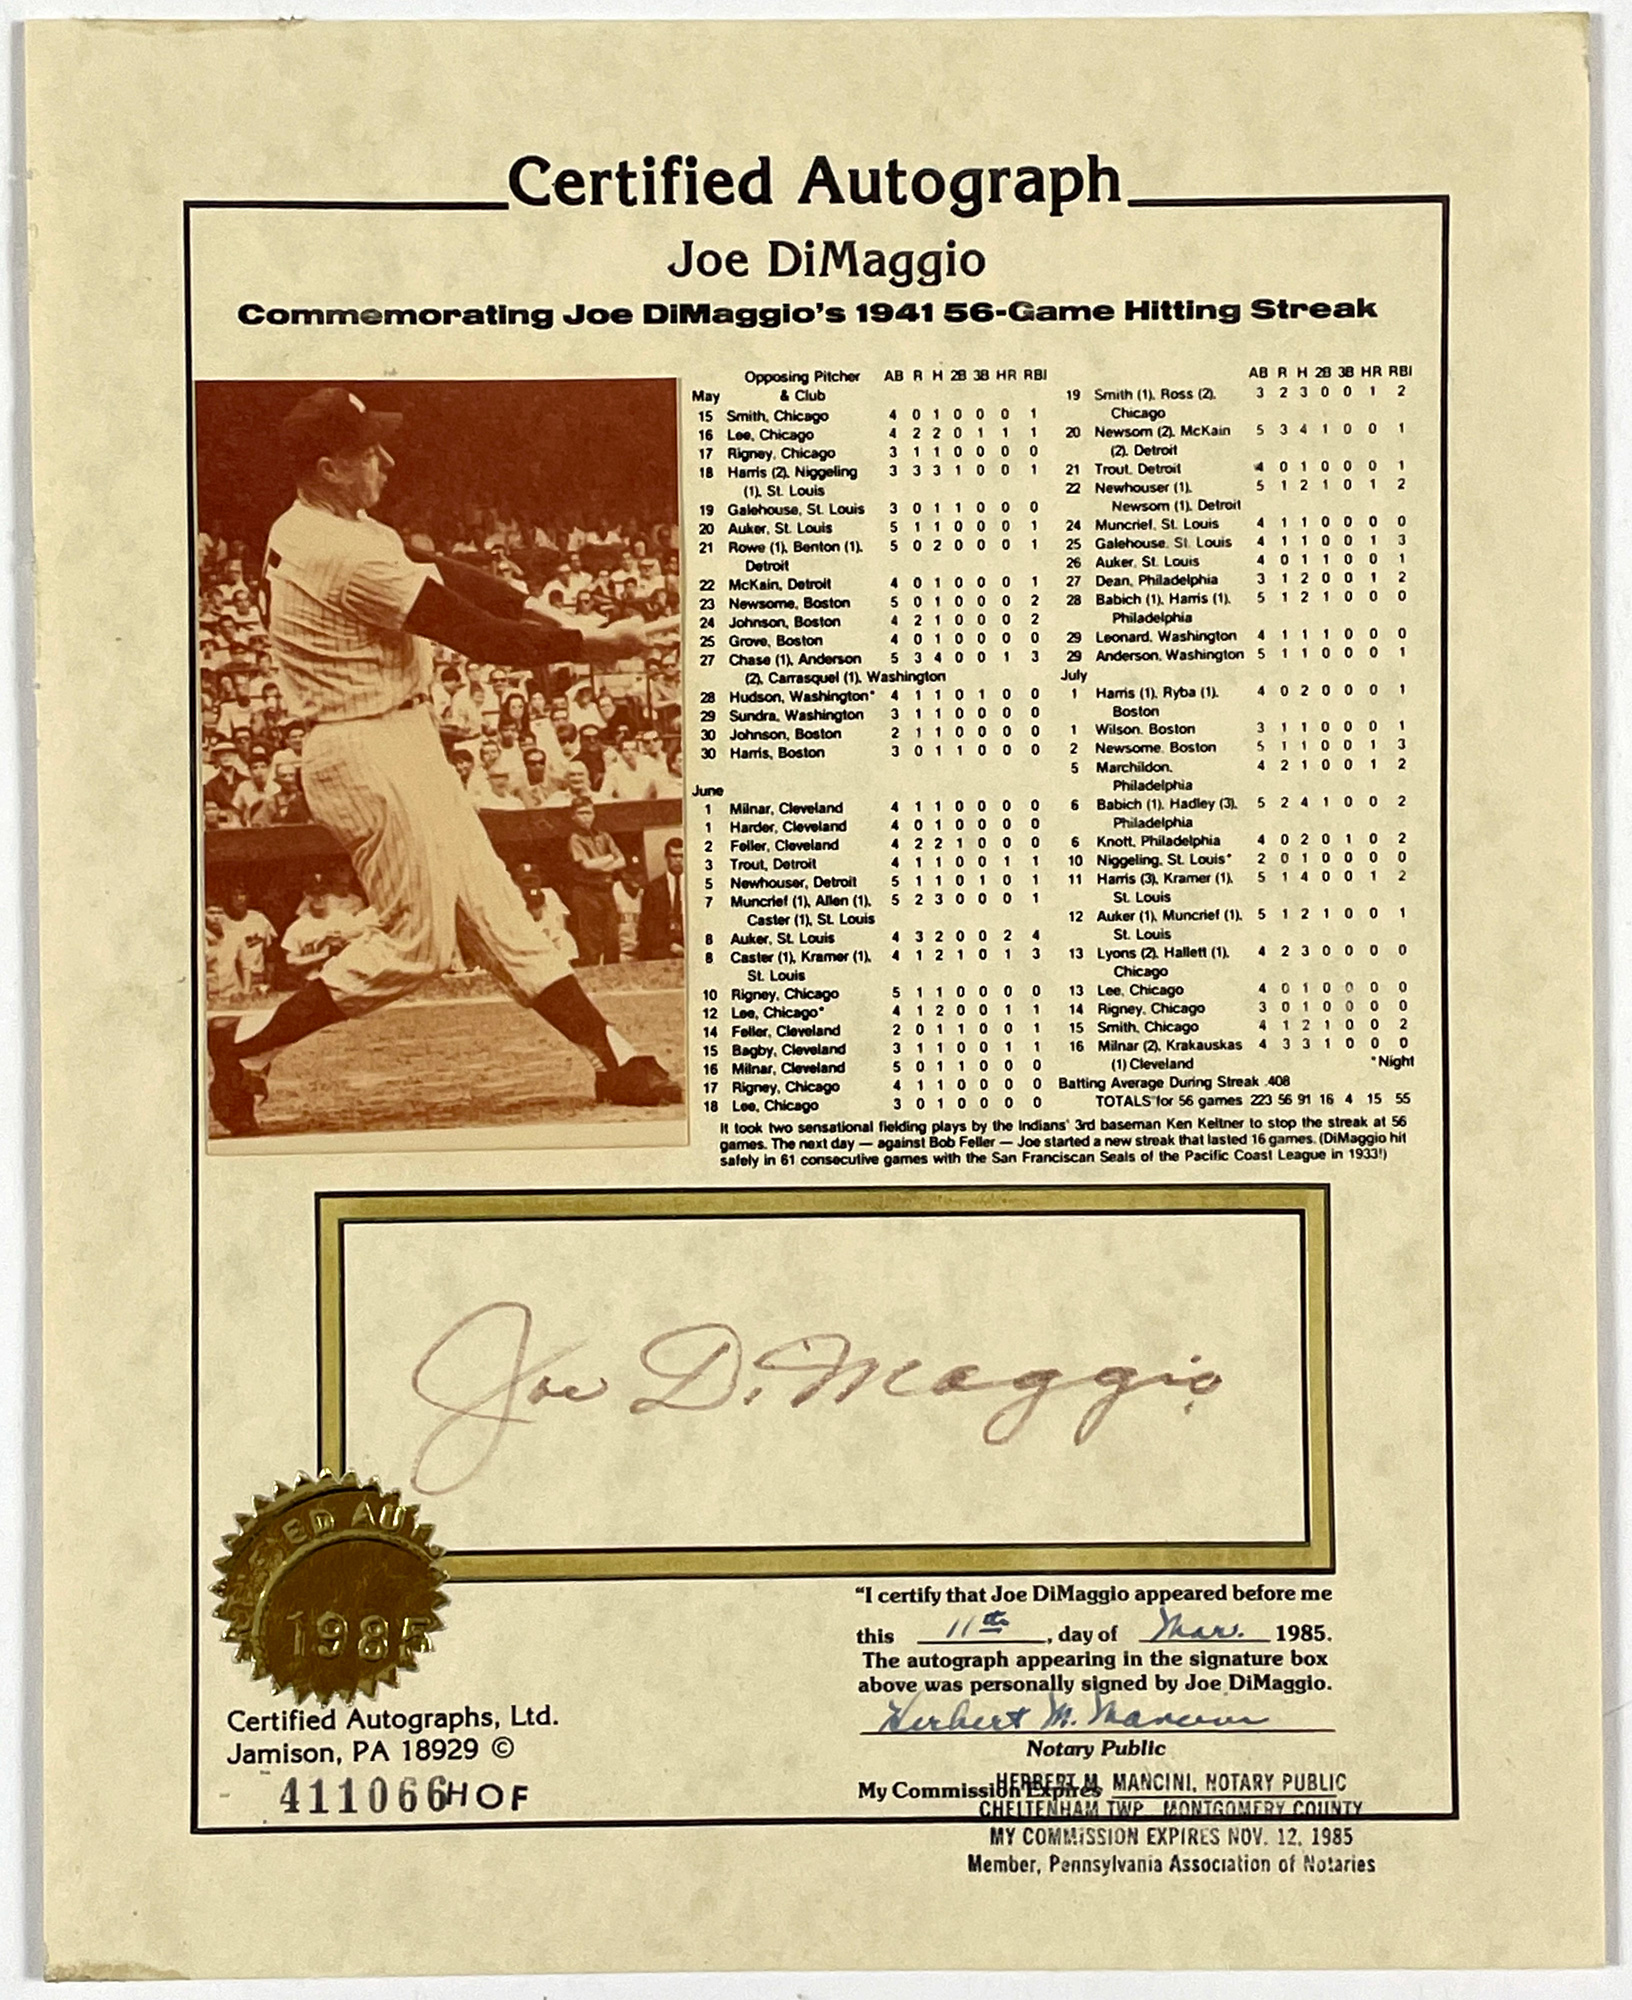 Certified Autograph
Joe DiMaggio
Commemorating Joe DiMaggio's 1941 56-Game Hitting Streak
Opposing Pitcher AB R H 2B 3B HR RBI
May & Club
15 Smith, Chicago 4 0 1 0 0 0 1
16 Lee, Chicago 4 2 2 0 1 1 1
17 Rigney, Chicago 3 1 1 0 0 0 0
18 Harris (2), Niggeling 3 3 3 1 0 0 1
(1), St. Louis
19 Galehouse, St. Louis 3 0 1 1 0 0 0
20 Auker, St. Louis 5 1 1 0 0 0 1
21 Rowe (1), Benton (1), 5 0 2 0 0 0 1
Detroit
22 McKain, Detroit 4 0 1 0 0 0 1
23 Newsome, Boston 5 0 1 0 0 0 2
24 Johnson, Boston 4 2 1 0 0 0 2
25 Grove, Boston 4 0 1 0 0 0 0
27 Chase (1), Anderson 5 3 4 0 0 1 3
(2), Carrasquel (1), Washington
28 Hudson, Washington* 4 1 1 0 1 0 0
29 Sundra, Washington 3 1 1 0 0 0 0
30 Johnson, Boston 2 1 1 0 0 0 0
30 Harris, Boston 3 0 1 1 0 0 0
June
1 Milnar, Cleveland 4 1 1 0 0 0 0
1 Harder, Cleveland 4 0 1 0 0 0 0
2 Feller, Cleveland 4 2 2 1 0 0 0
3 Trout, Detroit 4 1 1 0 0 1 1
5 Newhouser, Detroit 5 1 1 0 1 0 1
7 Muncrief (1), Allen (1), 5 2 3 0 0 0 1
Caster (1), St. Louis
8 Auker, St. Louis 4 3 2 0 0 2 4
8 Caster (1), Kramer (1), 4 1 2 1 0 1 3
St. Louis
10 Rigney, Chicago 5 1 1 0 0 0 0
12 Lee, Chicago* 4 1 2 0 0 1 1
14 Feller, Cleveland 2 0 1 1 0 0 1
15 Bagby, Cleveland 3 1 1 0 0 1 1
16 Milnar, Cleveland 5 0 1 1 0 0 0
17 Rigney, Chicago 4 1 1 0 0 0 0
18 Lee, Chicago 3 0 1 0 0 0 0
AB R H 2B 3B HR RBI
19 Smith (1), Ross (2), 3 2 3 0 0 1 2
Chicago
20 Newsom (2), McKain 5 3 4 1 0 0 1
(2), Detroit
21 Trout, Detroit 4 0 1 0 0 0 1
22 Newhouser (1), 5 1 2 1 0 1 2
Newsom (1), Detroit
24 Muncrief, St. Louis 4 1 1 0 0 0 0
25 Galehouse, St. Louis 4 1 1 0 0 1 3
26 Auker, St. Louis 4 0 1 1 0 0 1
27 Dean, Philadelphia 3 1 2 0 0 1 2
28 Babich (1), Harris (1), 5 1 2 1 0 0 0
Philadelphia
29 Leonard, Washington 4 1 1 1 0 0 0
29 Anderson, Washington 5 1 1 0 0 0 1
July
1 Harris (1), Ryba (1), 4 0 2 0 0 0 1
Boston
1 Wilson, Boston 3 1 1 0 0 0 1
2 Newsome, Boston 5 1 1 0 0 1 3
5 Marchildon, 4 2 1 0 0 1 2
Philadelphia
6 Babich (1), Hadley (3), 5 2 4 1 0 0 2
Philadelphia
6 Knott, Philadelphia 4 0 2 0 1 0 2
10 Niggeling, St. Louis* 2 0 1 0 0 0 0
11 Harris (3), Kramer (1), 5 1 4 0 0 1 2
St. Louis
12 Auker (1), Muncrief (1), 5 1 2 1 0 0 1
St. Louis
13 Lyons (2), Hallett (1), 4 2 3 0 0 0 0
Chicago
13 Lee, Chicago 4 0 1 0 0 0 0
14 Rigney, Chicago 3 0 1 0 0 0 0
15 Smith, Chicago 4 1 2 1 0 0 2
16 Milnar (2), Krakauskas 4 3 3 1 0 0 0
(1) Cleveland *Night
Batting Average During Streak .408
TOTALS for 56 games 223 56 91 16 4 15 55
It took two sensational fielding plays by the Indians' 3rd baseman Ken Keltner to stop the streak at 56
games. The next day — against Bob Feller — Joe started a new streak that lasted 16 games. (DiMaggio hit
safely in 61 consecutive games with the San Francisco Seals of the Pacific Coast League in 1933!)
Joe DiMaggio
1985
"I certify that Joe DiMaggio appeared before me
this 11th, day of Mar. 1985.
The autograph appearing in the signature box
above was personally signed by Joe DiMaggio.
Herbert M. Mancini
Notary Public
My Commission Expires
HERBERT M. MANCINI, NOTARY PUBLIC
CHELTENHAM TWP. MONTGOMERY COUNTY
MY COMMISSION EXPIRES NOV. 12, 1985
Member, Pennsylvania Association of Notaries
Certified Autographs, Ltd.
Jamison, PA 18929 ©
411066HOF